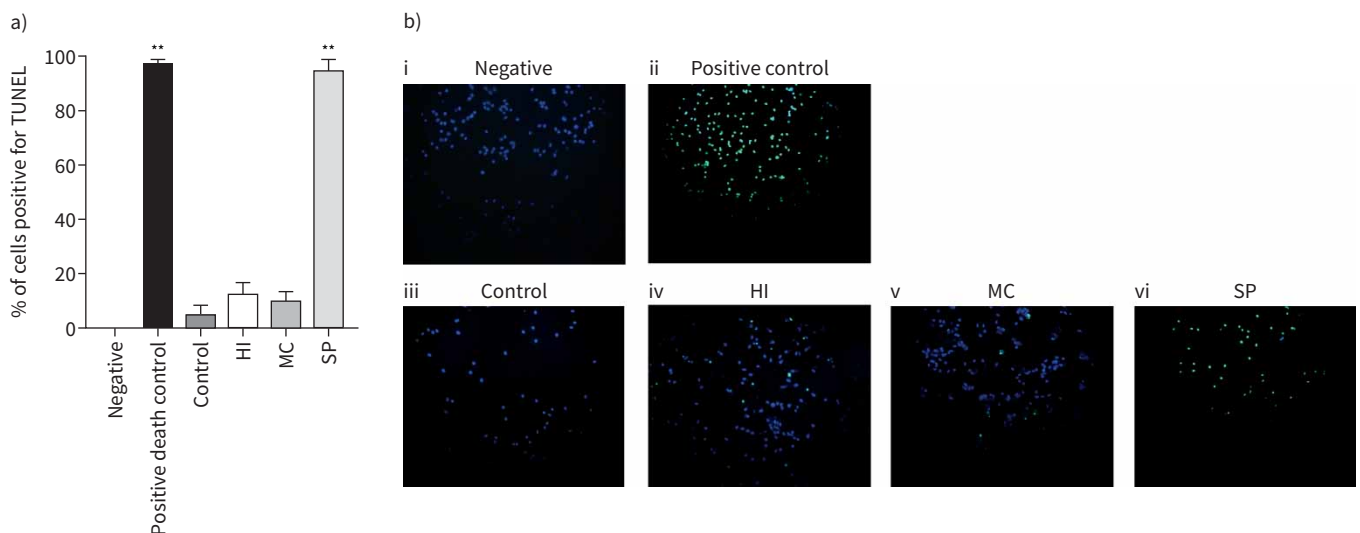 a)
% of cells positive for TUNEL
100
80
60
40
20
0
**
**
Negative
Positive death control
Control
HI
MC
SP
b)
i Negative
ii Positive control
iii Control
iv HI
v MC
vi SP